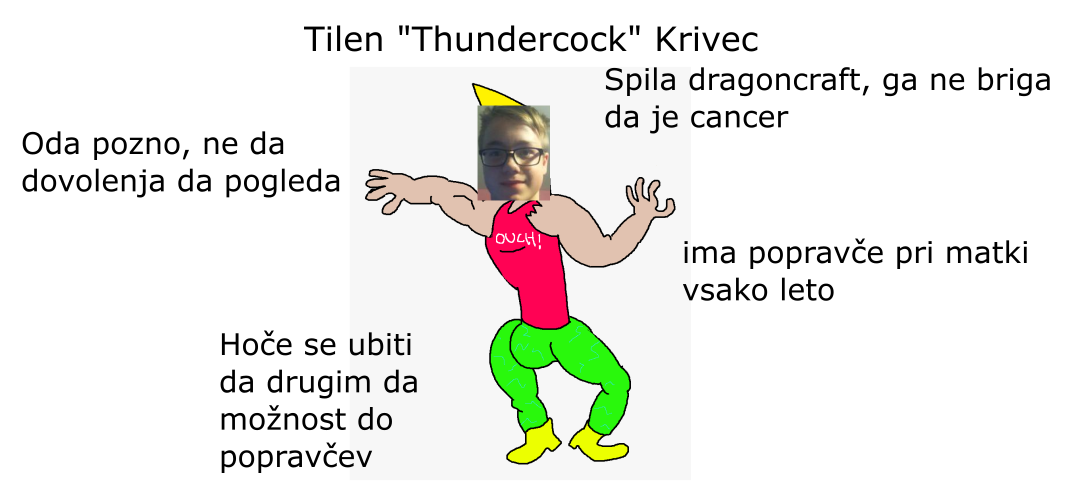 Tilen "Thundercock" Krivec
Spila dragoncraft, ga ne briga
da je cancer
Oda pozno, ne da
dovolenja da pogleda
OUCH!
ima popravče pri matki
vsako leto
Hoče se ubiti
da drugim da
možnost do
popravčev